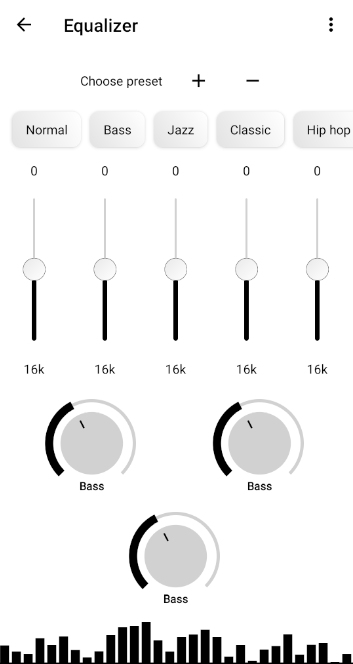 Equalizer
Choose preset + −
Normal Bass Jazz Classic Hip hop
0 0 0 0 0
16k 16k 16k 16k 16k
Bass Bass
Bass